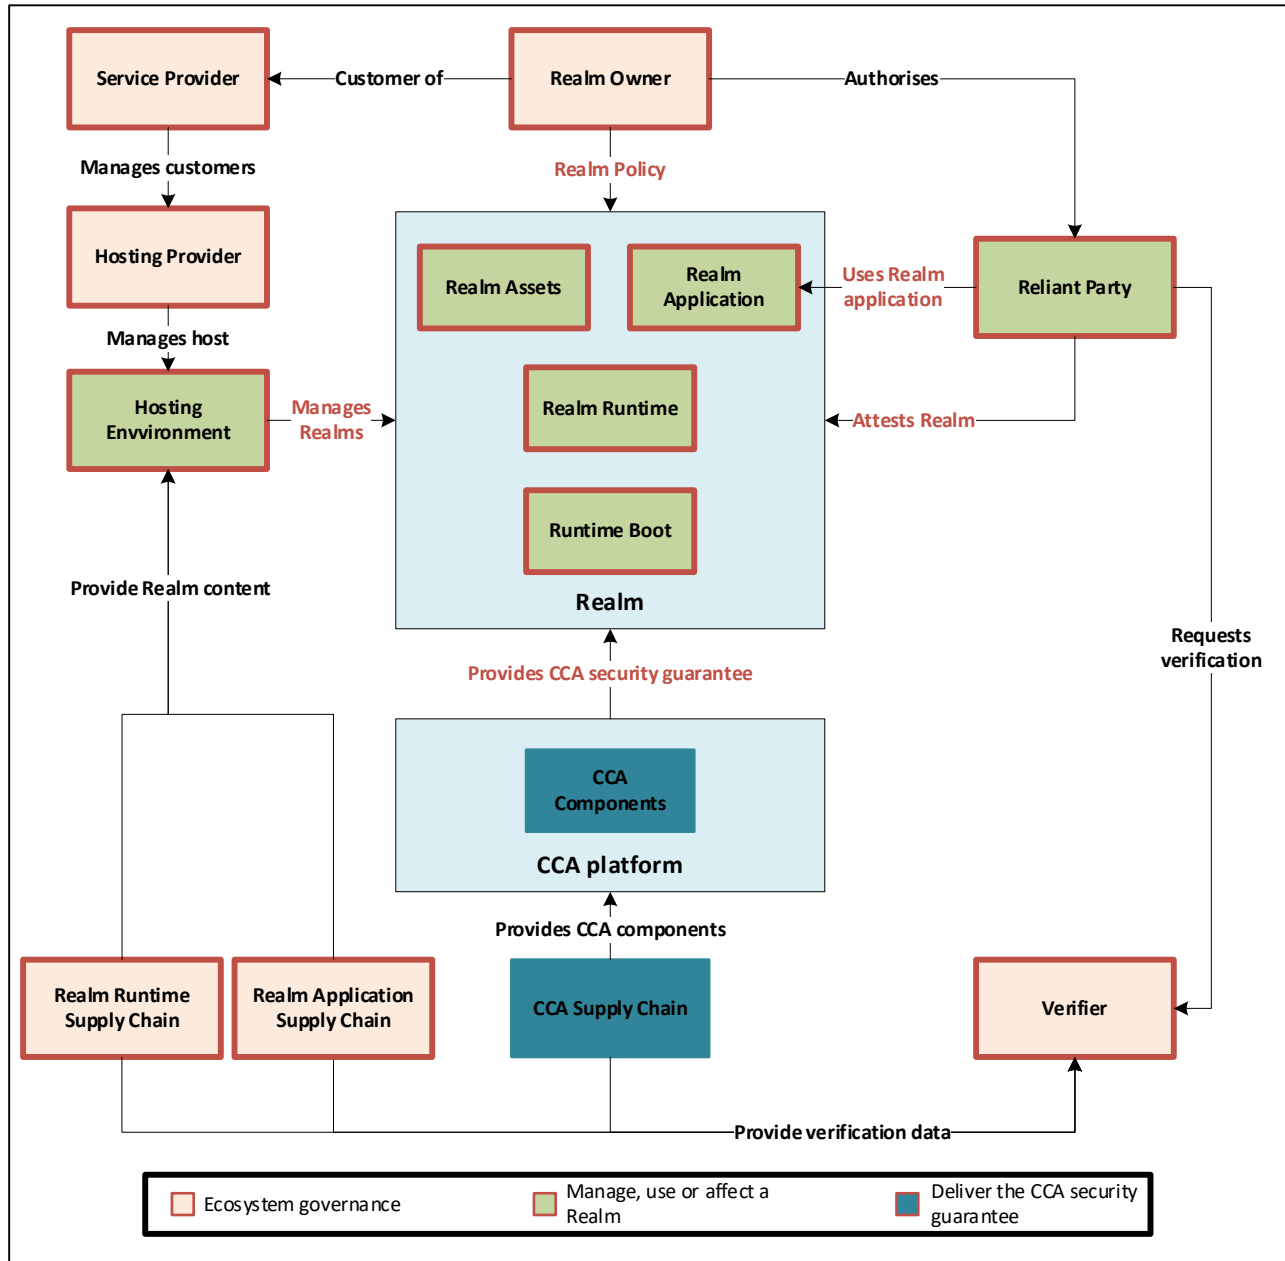 Service Provider
Customer of
Realm Owner
Authorises
Manages customers
Realm Policy
Hosting Provider
Realm Assets
Realm
Application
Uses Realm
application
Reliant Party
Manages host
Hosting
Envvironment
Manages
Realms
Realm Runtime
Attests Realm
Runtime Boot
Provide Realm content
Realm
Requests
verification
Provides CCA security guarantee
CCA
Components
CCA platform
Provides CCA components
Realm Runtime
Supply Chain
Realm Application
Supply Chain
CCA Supply Chain
Verifier
Provide verification data
Ecosystem governance
Manage, use or affect a
Realm
Deliver the CCA security
guarantee